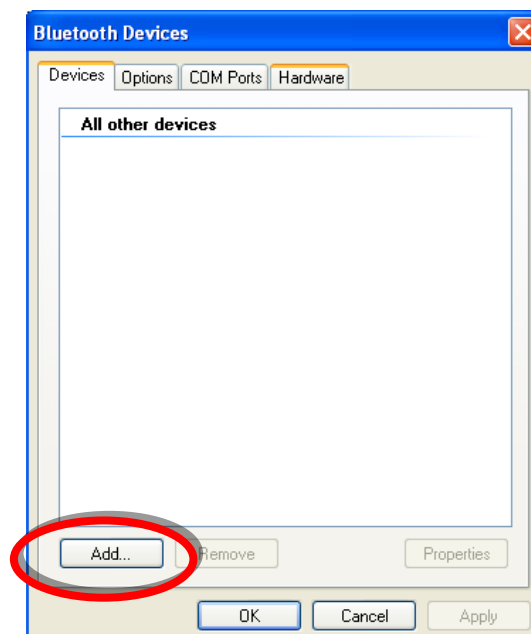 Bluetooth Devices
Devices Options COM Ports Hardware
All other devices
Add... Remove Properties
OK Cancel Apply